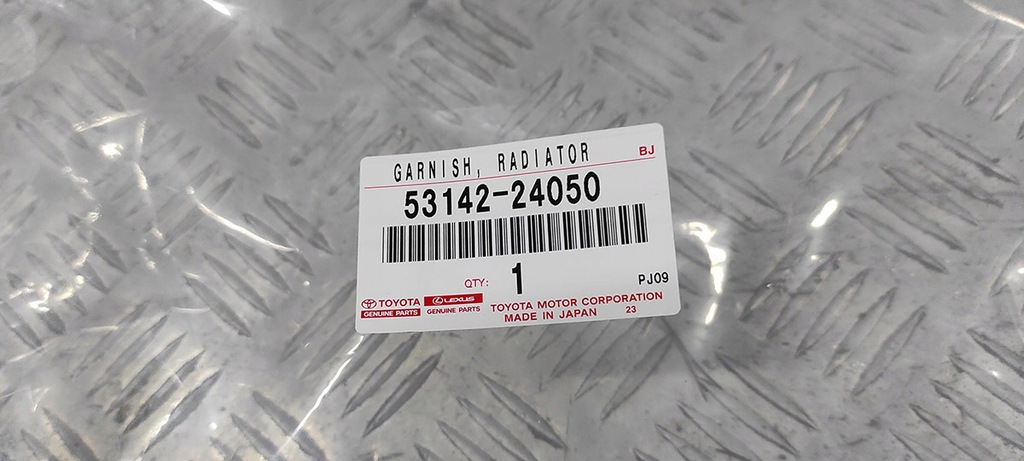 GARNISH, RADIATOR
BJ
53142-24050
QTY: 1
PJ09
TOYOTA
GENUINE PARTS
LEXUS
GENUINE PARTS
TOYOTA MOTOR CORPORATION
MADE IN JAPAN 23